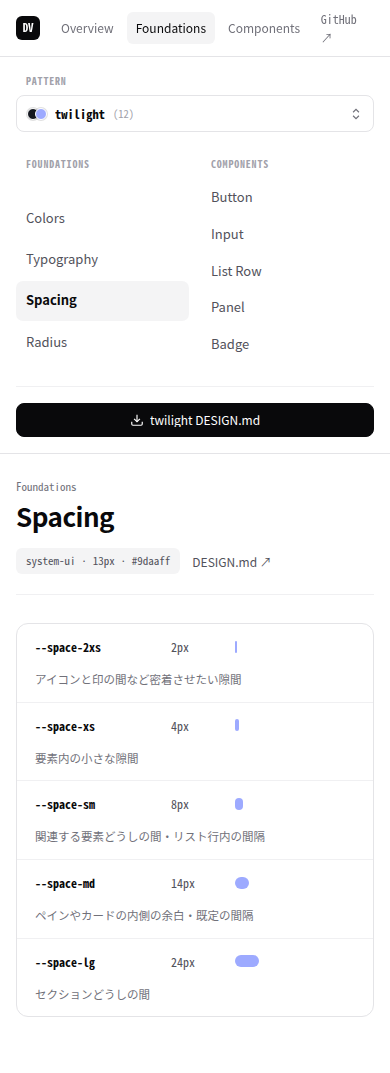 DV
Overview
Foundations
Components
GitHub
↗
PATTERN
twilight (12)
FOUNDATIONS
Colors
Typography
Spacing
Radius
COMPONENTS
Button
Input
List Row
Panel
Badge
twilight DESIGN.md
Foundations
Spacing
system-ui · 13px · #9daaff
DESIGN.md ↗
--space-2xs 2px
アイコンと印の間など密着させたい隙間
--space-xs 4px
要素内の小さな隙間
--space-sm 8px
関連する要素どうしの間・リスト行内の間隔
--space-md 14px
ペインやカードの内側の余白・既定の間隔
--space-lg 24px
セクションどうしの間